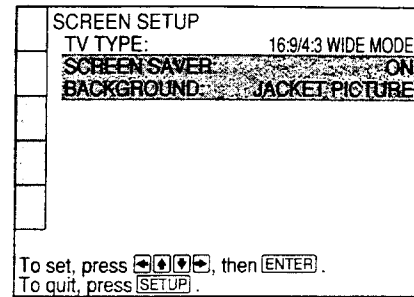 SCREEN SETUP
TV TYPE: 16:9/4:3 WIDE MODE
SCREEN SAVER: ON
BACKGROUND: JACKET PICTURE
To set, press ←↑↓→, then ENTER.
To quit, press SETUP.